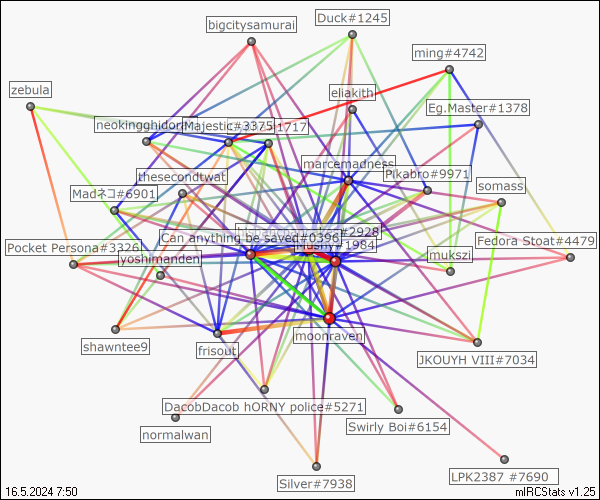 Duck#1245
bigcitysamurai
ming#4742
zebula
eliakith
Eg.Master#1378
neokingghidora
Majestic#3375
1717
marcemadness
thesecondtwat
Pikabro#9971
Madネコ#6901
somass
#2928
Can anything be sayed#0396
1984
Pocket Persona#3326
Fedora Stoat#4479
yoshimanden
mukszi
moonraven
shawntee9
frisout
JKOUYH VIII#7034
DacobDacob hORNY police#5271
Swirly Boi#6154
normalwan
Silver#7938
LPK2387 #7690
16.5.2024 7:50
mIRCStats v1.25